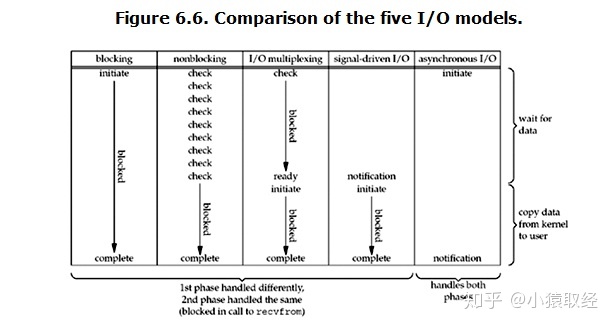 Figure 6.6. Comparison of the five I/O models.
blocking nonblocking I/O multiplexing signal-driven I/O asynchronous I/O
initiate check check initiate
check
check
check
check
check
check
check
check ready notification
initiate initiate
blocked
blocked
blocked
blocked
blocked
complete complete complete complete notification
wait for
data
copy data
from kernel
to user
1st phase handled differently,
2nd phase handled the same
(blocked in call to recvfrom)
handles both
phases
知乎 @小猿取经